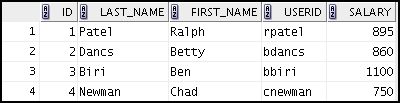 ID LAST_NAME FIRST_NAME USERID SALARY
1 1 Patel Ralph rpatel 895
2 2 Dancs Betty bdancs 860
3 3 Biri Ben bbiri 1100
4 4 Newman Chad cnewman 750